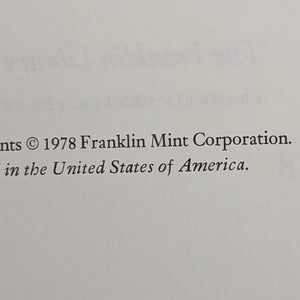 nts © 1978 Franklin Mint Corporation.
in the United States of America.